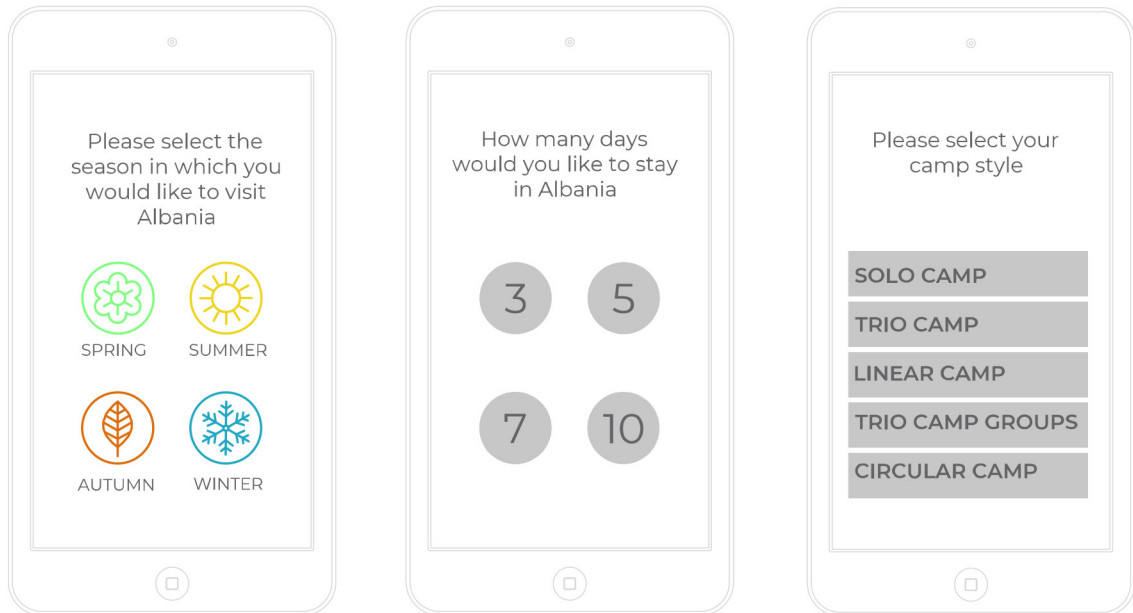 Please select the
season in which you
would like to visit
Albania
SPRING
SUMMER
AUTUMN
WINTER
How many days
would you like to stay
in Albania
3
5
7
10
Please select your
camp style
SOLO CAMP
TRIO CAMP
LINEAR CAMP
TRIO CAMP GROUPS
CIRCULAR CAMP